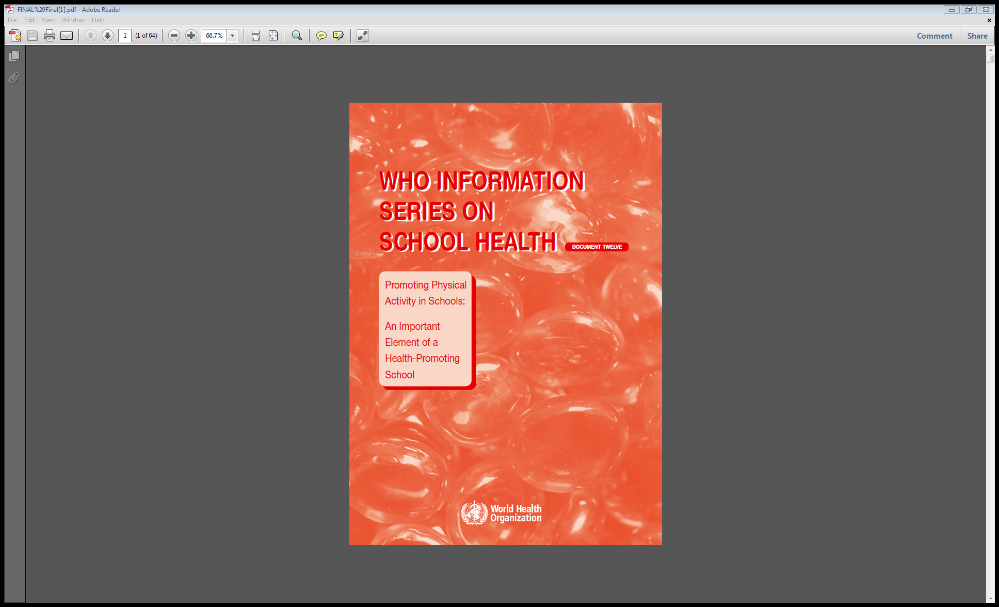 FINAL%20Final[1].pdf - Adobe Reader
File Edit View Window Help
1 (1 of 64) 66.7% Comment Share
WHO INFORMATION
SERIES ON
SCHOOL HEALTH DOCUMENT TWELVE
Promoting Physical
Activity in Schools:
An Important
Element of a
Health-Promoting
School
World Health
Organization